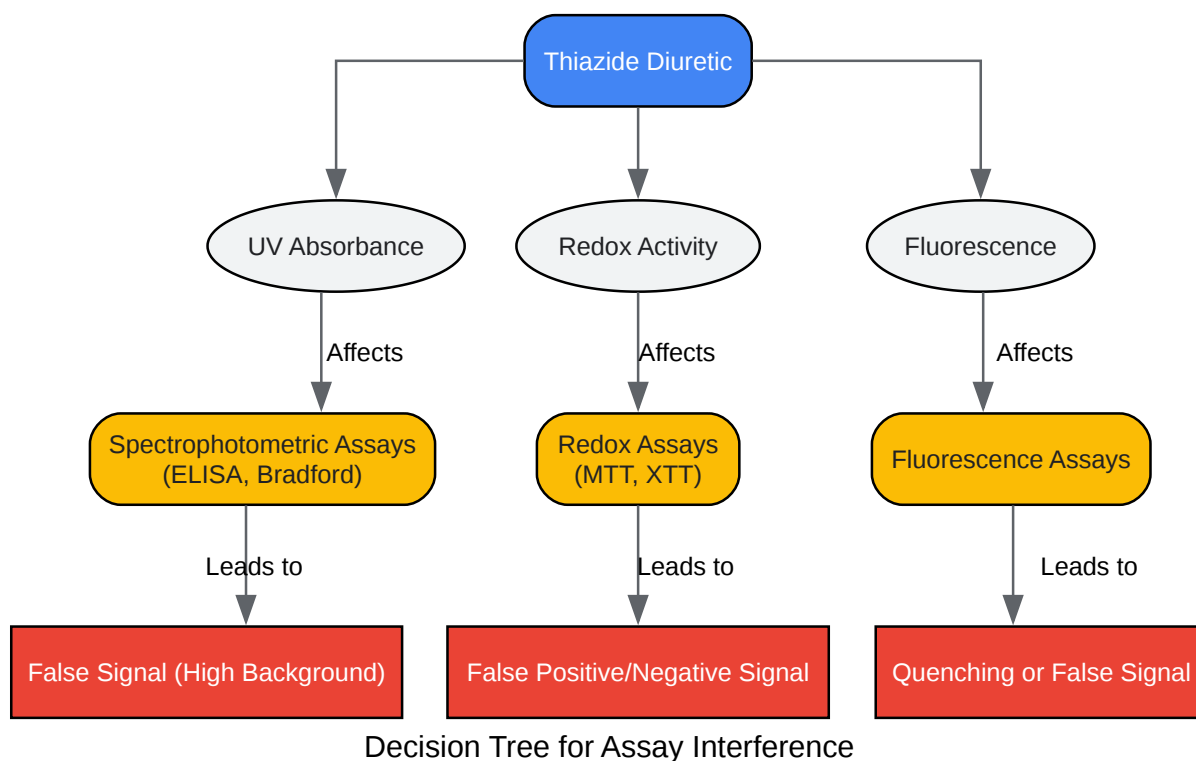 Thiazide Diuretic
UV Absorbance
Redox Activity
Fluorescence
Affects
Affects
Affects
Spectrophotometric Assays
(ELISA, Bradford)
Redox Assays
(MTT, XTT)
Fluorescence Assays
Leads to
Leads to
Leads to
False Signal (High Background)
False Positive/Negative Signal
Quenching or False Signal
Decision Tree for Assay Interference